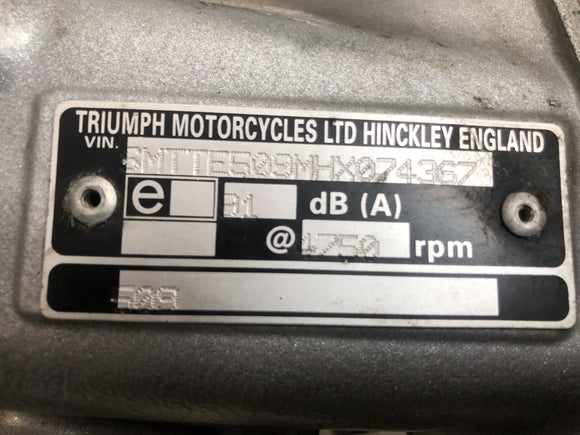 TRIUMPH MOTORCYCLES LTD HINCKLEY ENGLAND
VIN. SMTTE509MHX074367
e 81 dB (A)
@ 4750 rpm
509